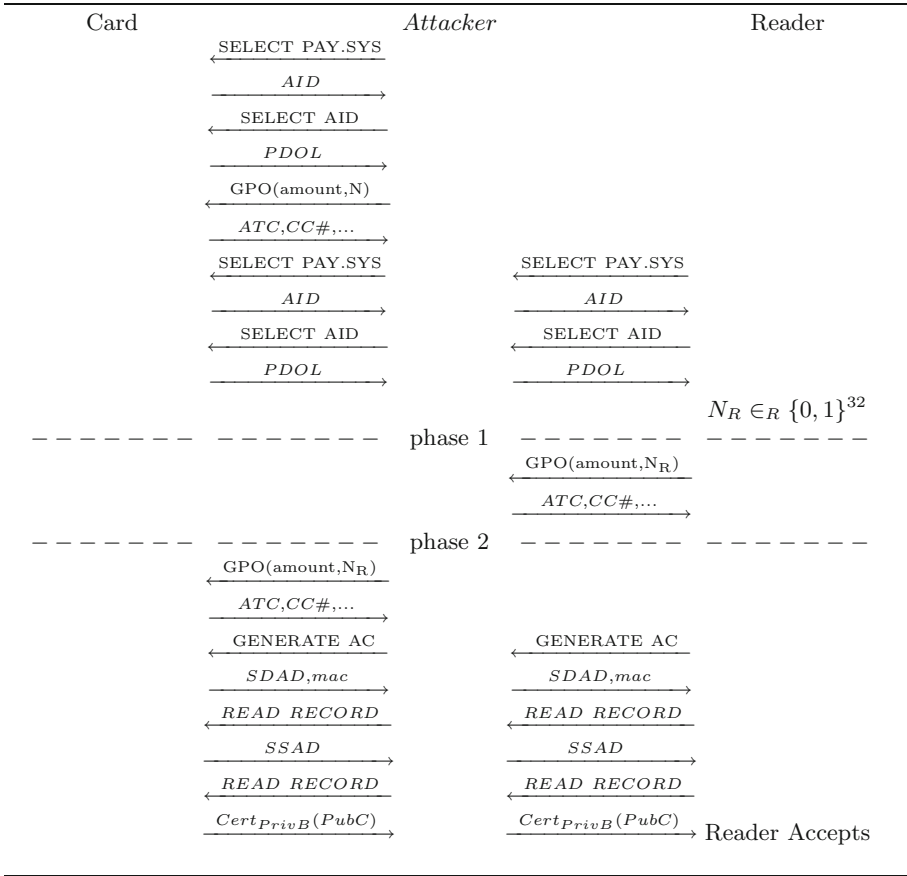 Card Attacker Reader
SELECT PAY.SYS
AID
SELECT AID
PDOL
GPO(amount,N)
ATC,CC#,...
SELECT PAY.SYS SELECT PAY.SYS
AID AID
SELECT AID SELECT AID
PDOL PDOL
N_R ∈_R {0, 1}^32
phase 1
GPO(amount,N_R)
ATC,CC#,...
phase 2
GPO(amount,N_R)
ATC,CC#,...
GENERATE AC GENERATE AC
SDAD,mac SDAD,mac
READ RECORD READ RECORD
SSAD SSAD
READ RECORD READ RECORD
Cert_PrivB(PubC) Cert_PrivB(PubC) Reader Accepts